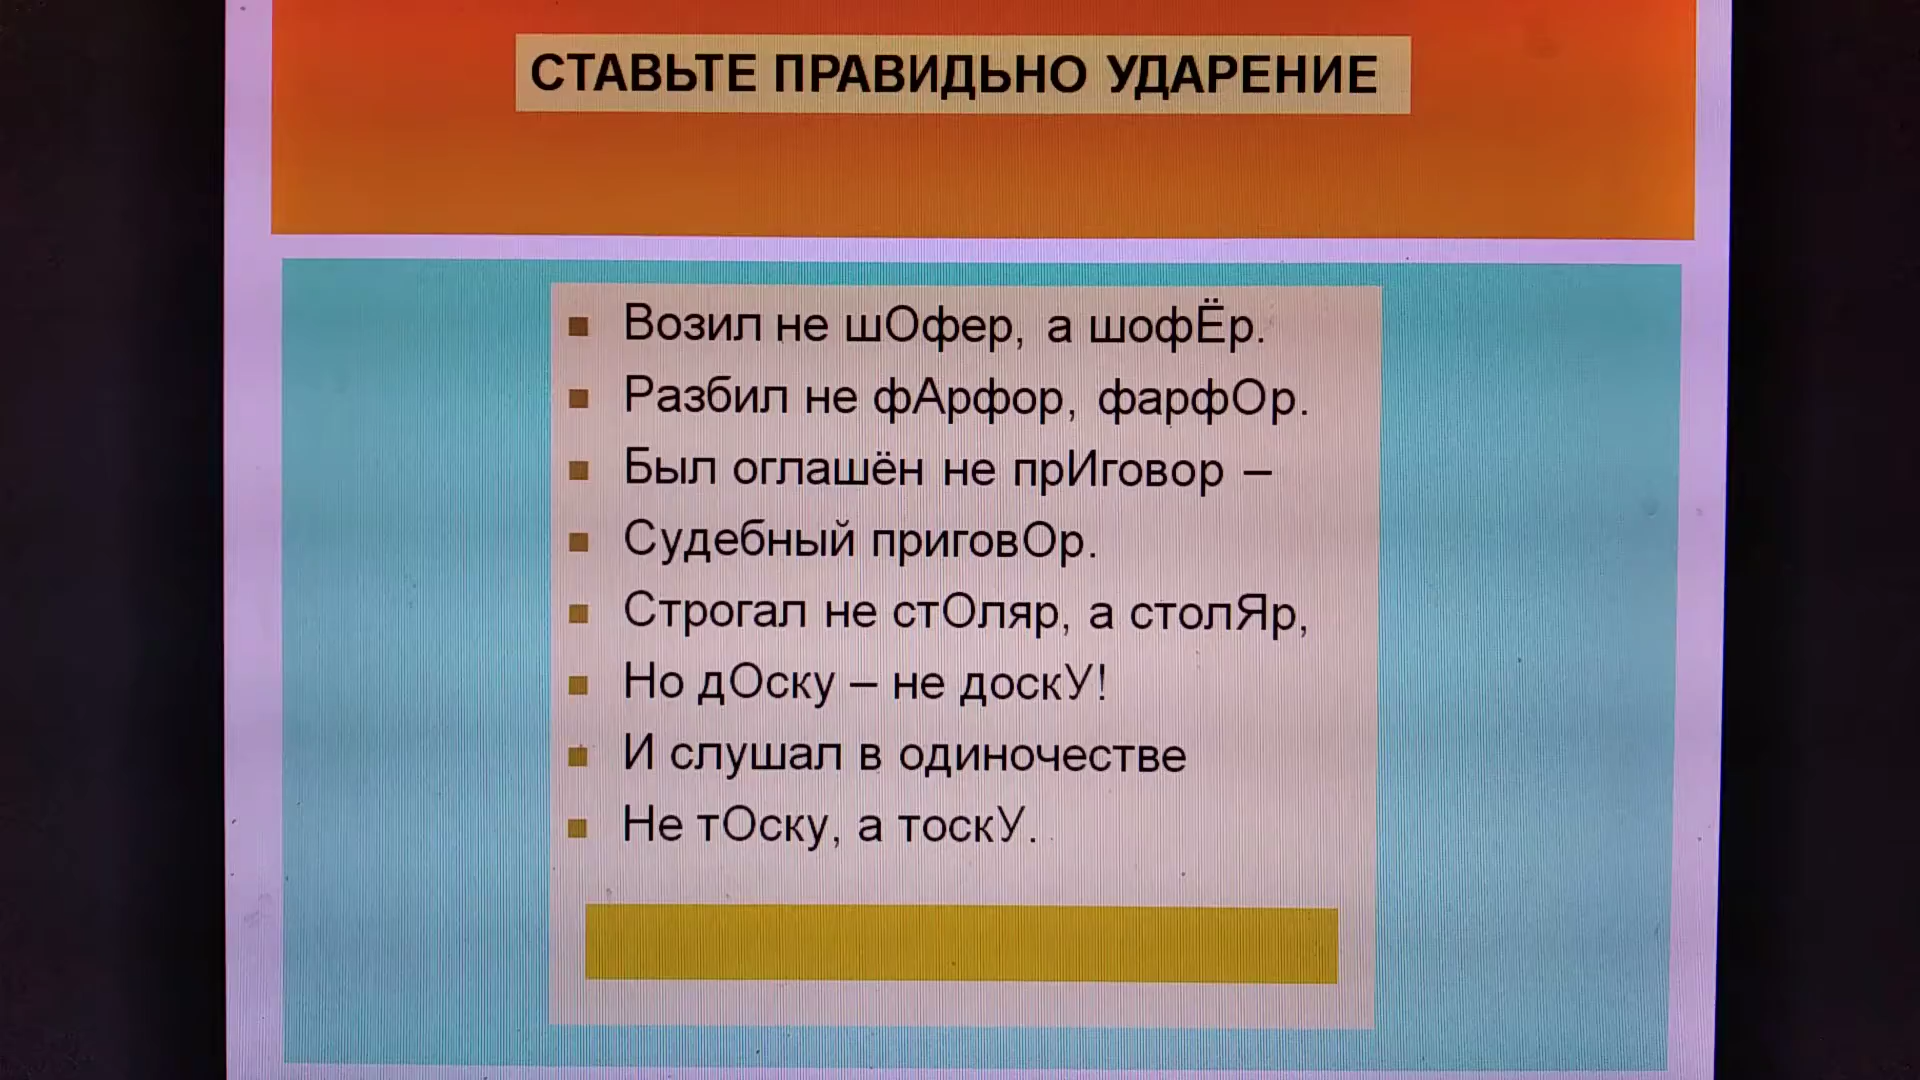 СТАВЬТЕ ПРАВИДЬНО УДАРЕНИЕ
Возил не шОфер, а шофЁр.
Разбил не фАрфор, фарфОр.
Был оглашён не прИговор –
Судебный приговОр.
Строгал не стОляр, а столЯр,
Но дОску – не доскУ!
И слушал в одиночестве
Не тОску, а тоскУ.